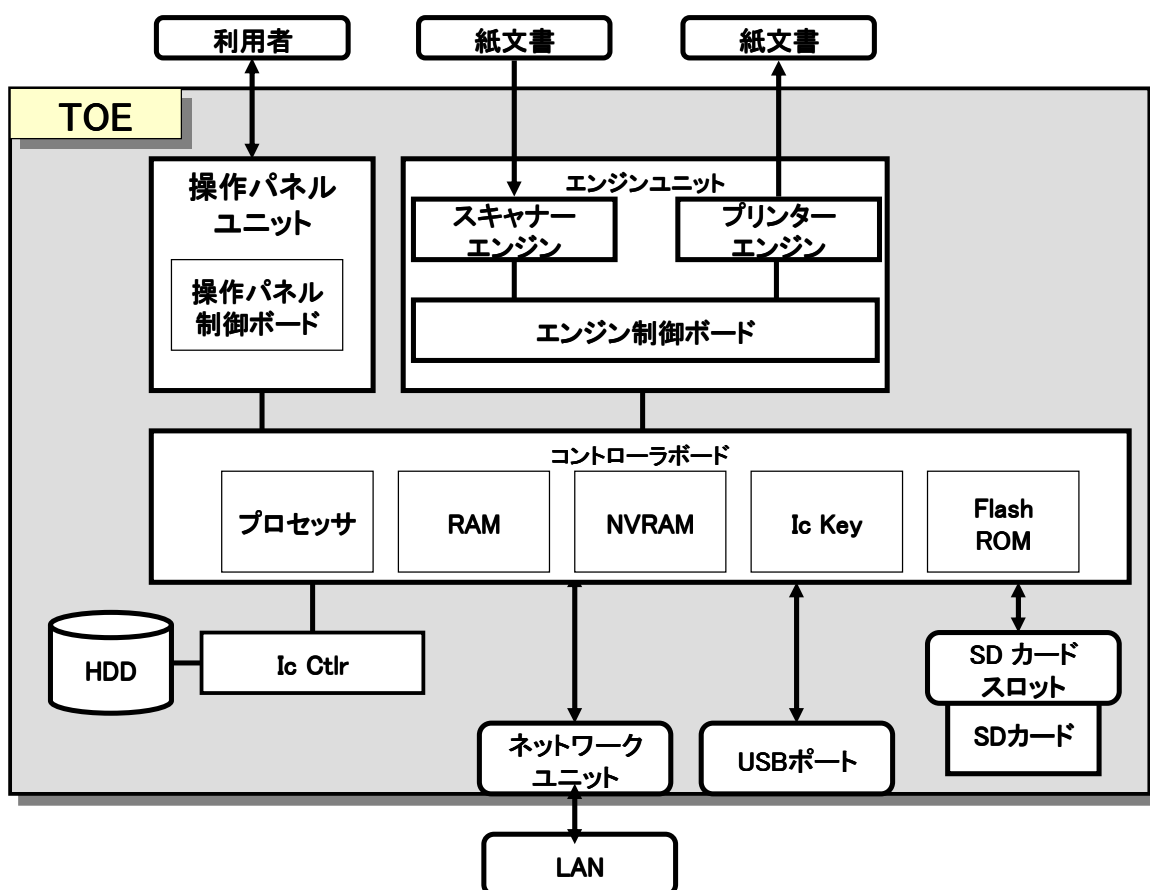 利用者
紙文書
紙文書
TOE
操作パネル
ユニット
操作パネル
制御ボード
エンジンユニット
スキャナー
エンジン
プリンター
エンジン
エンジン制御ボード
コントローラボード
プロセッサ
RAM
NVRAM
Ic Key
Flash
ROM
HDD
Ic Ctlr
ネットワーク
ユニット
USBポート
SD カード
スロット
SDカード
LAN